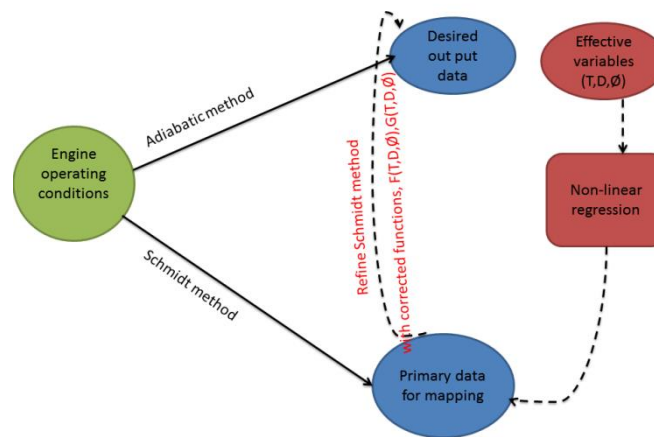 Desired
out put
data
Effective
variables
(T,D,Ø)
Adiabatic method
Engine
operating
conditions
Schmidt method
Refine Schmidt method
with corrected functions, F(T,D,Ø),G(T,D,Ø)
Non-linear
regression
Primary data
for mapping